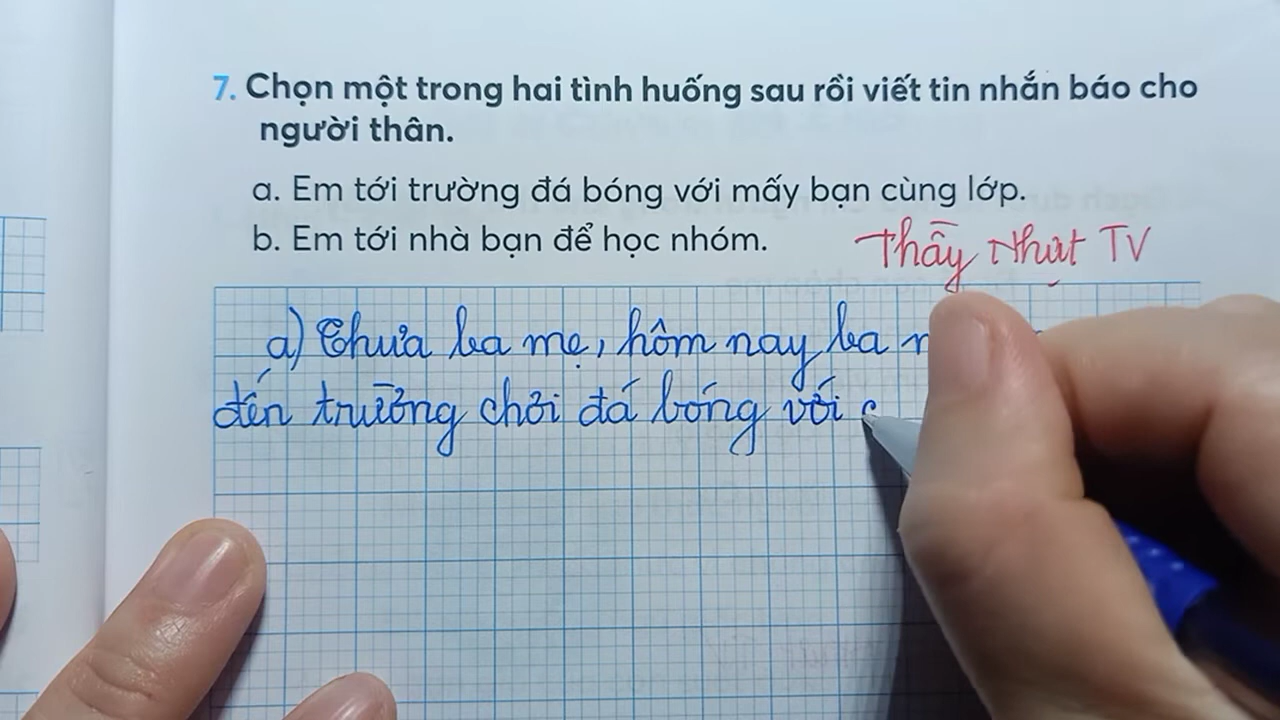 7. Chọn một trong hai tình huống sau rồi viết tin nhắn báo cho
người thân.
a. Em tới trường đá bóng với mấy bạn cùng lớp.
b. Em tới nhà bạn để học nhóm.
Thầy Nhựt TV
a) Thưa ba mẹ, hôm nay ba
đến trường chơi đá bóng với